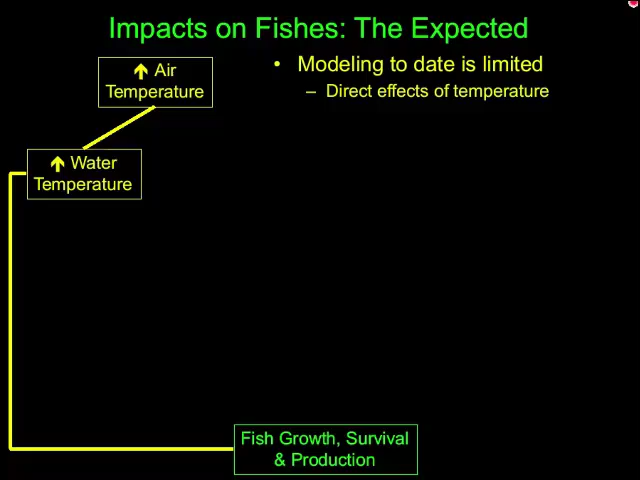 Impacts on Fishes: The Expected
🡅 Air
Temperature
• Modeling to date is limited
– Direct effects of temperature
🡅 Water
Temperature
Fish Growth, Survival
& Production